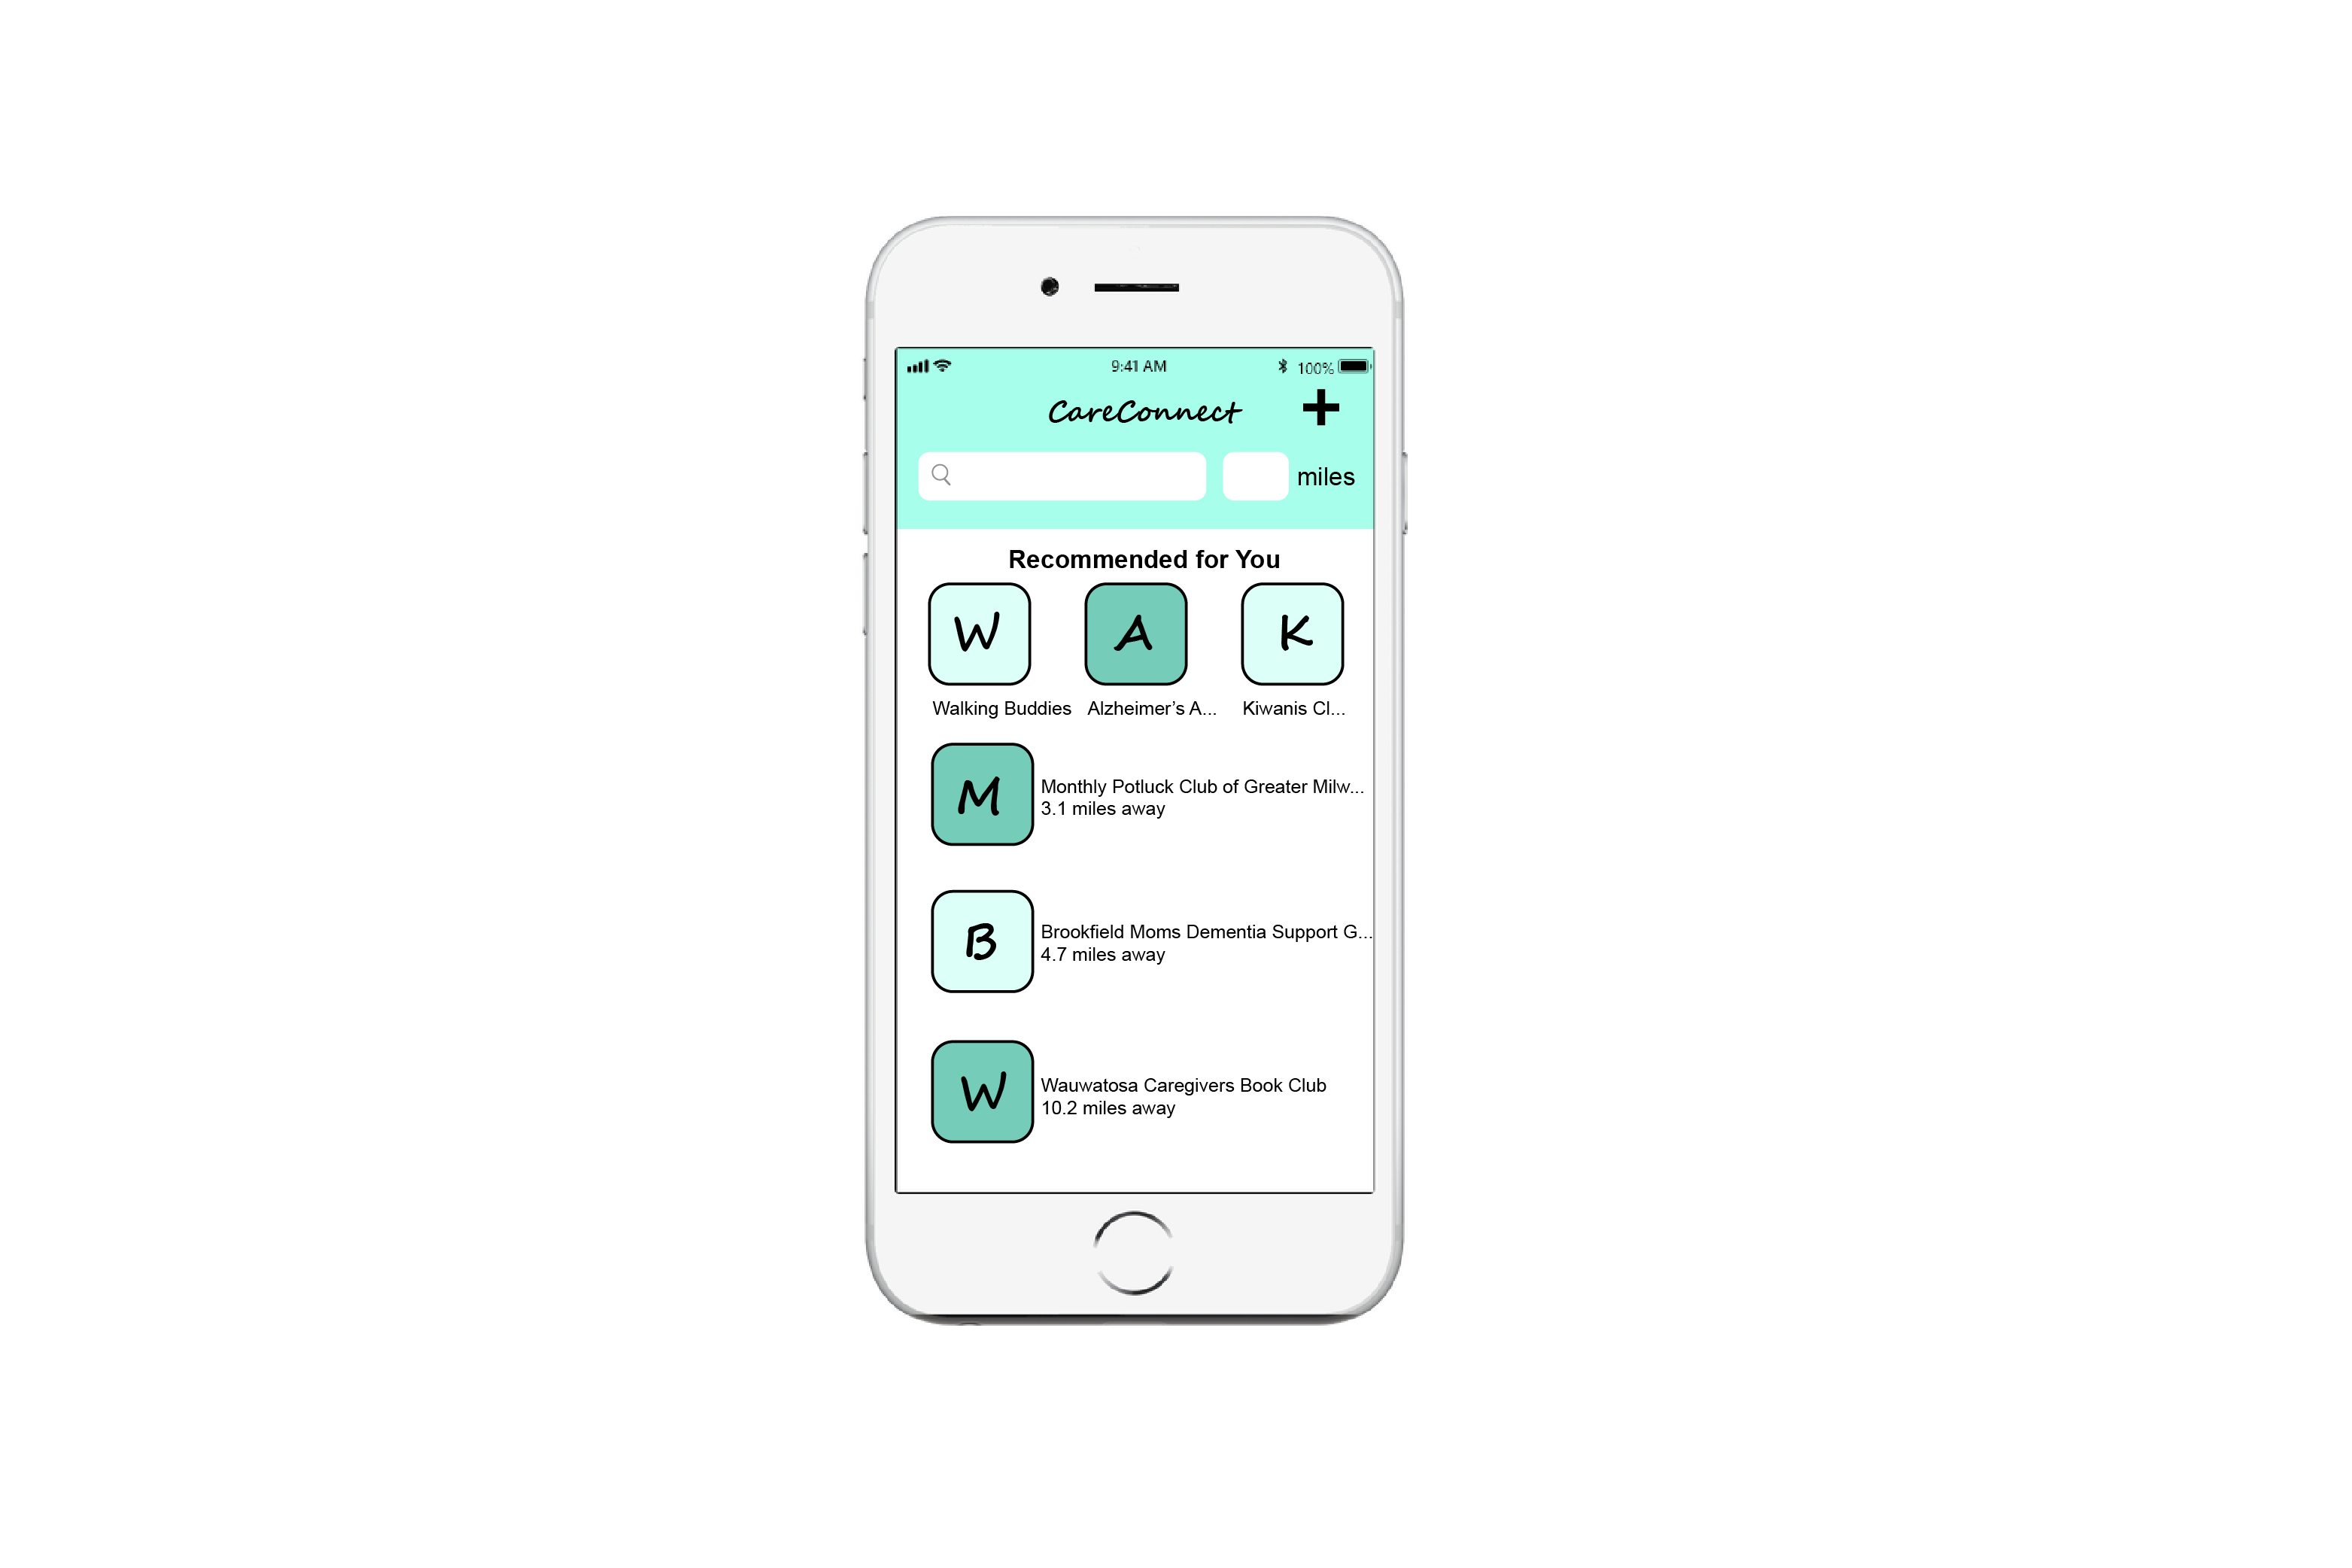 9:41 AM
100%
CareConnect
miles
Recommended for You
W
A
K
Walking Buddies
Alzheimer’s A...
Kiwanis Cl...
M
Monthly Potluck Club of Greater Milw...
3.1 miles away
B
Brookfield Moms Dementia Support G...
4.7 miles away
W
Wauwatosa Caregivers Book Club
10.2 miles away